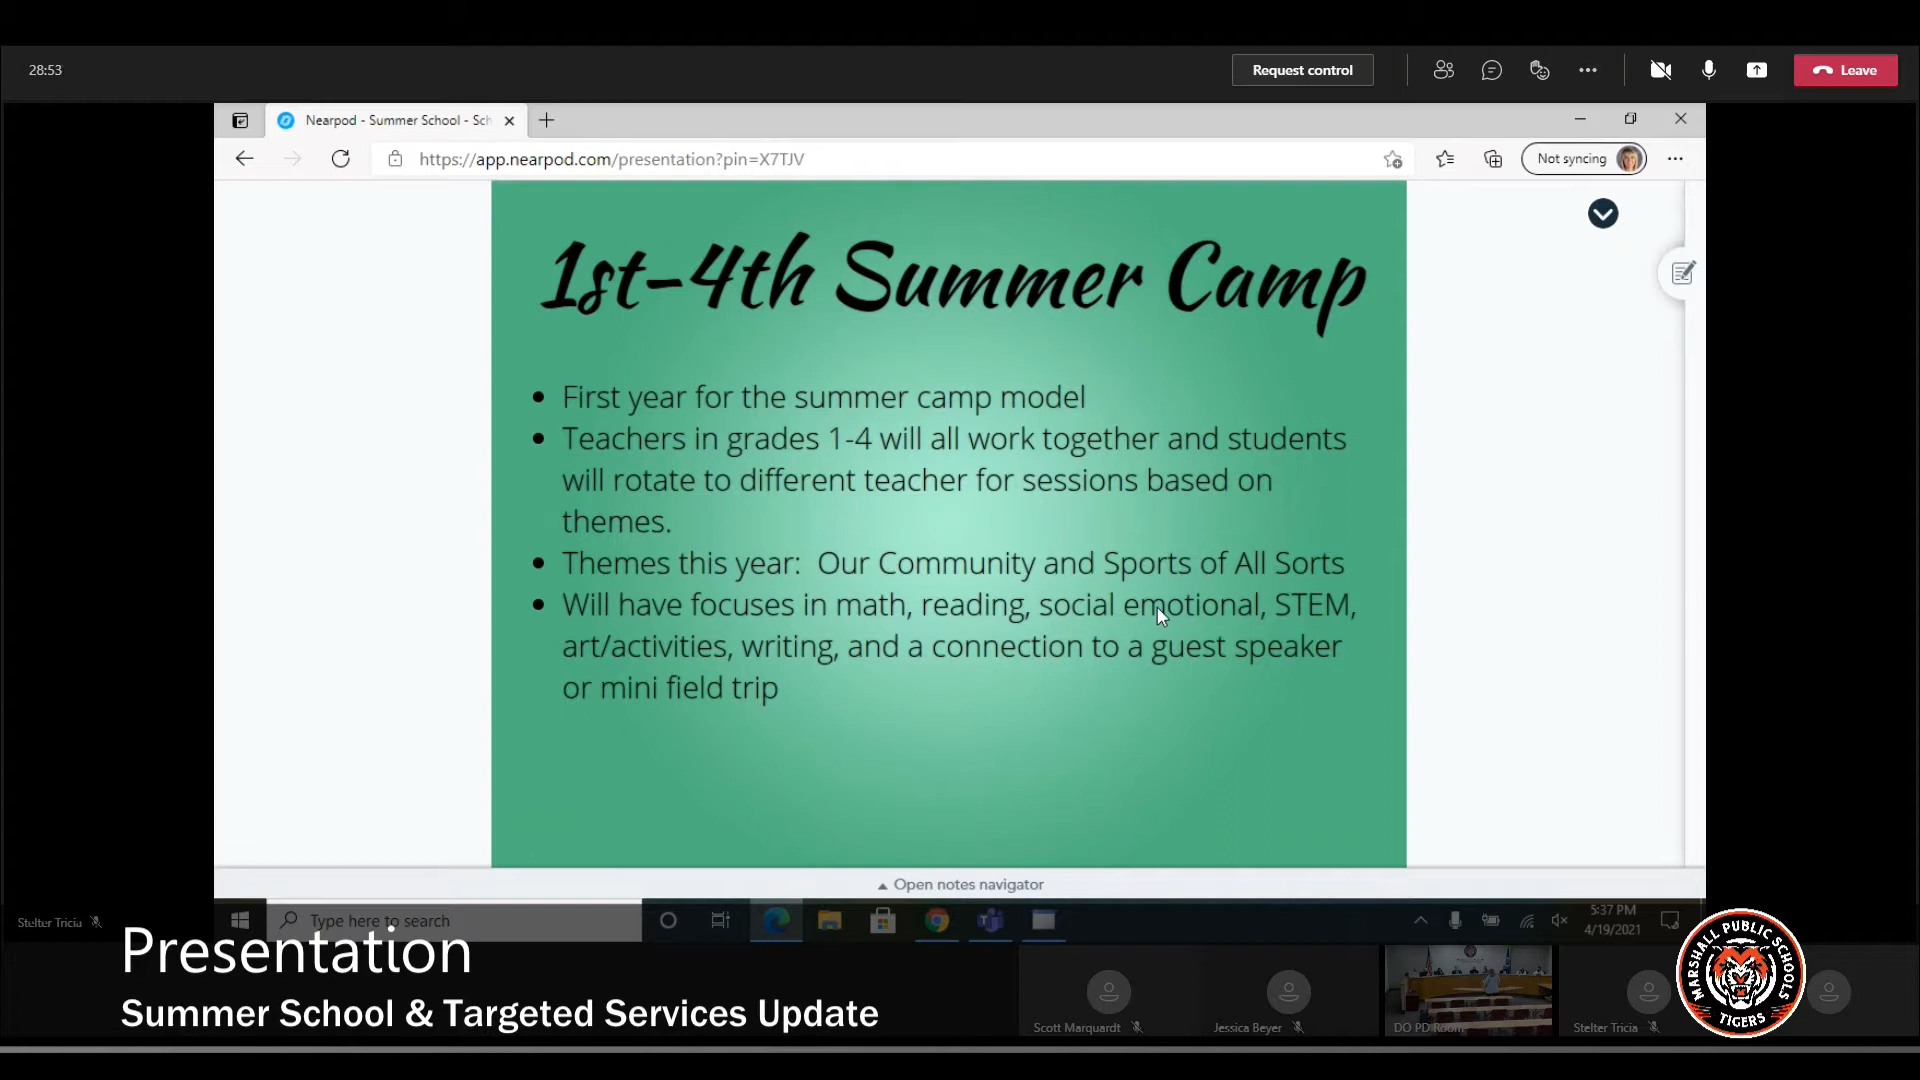 28:53
Request control
Leave
Nearpod - Summer School - Sch
https://app.nearpod.com/presentation?pin=X7TJV
Not syncing
1st-4th Summer Camp
• First year for the summer camp model
• Teachers in grades 1-4 will all work together and students
will rotate to different teacher for sessions based on
themes.
• Themes this year: Our Community and Sports of All Sorts
• Will have focuses in math, reading, social emotional, STEM,
art/activities, writing, and a connection to a guest speaker
or mini field trip
Open notes navigator
Stelter Tricia
Type here to search
5:37 PM
4/19/2021
Presentation
Summer School & Targeted Services Update
Scott Marquardt
Jessica Beyer
DO PD Room
Stelter Tricia
MARSHALL PUBLIC SCHOOLS
TIGERS